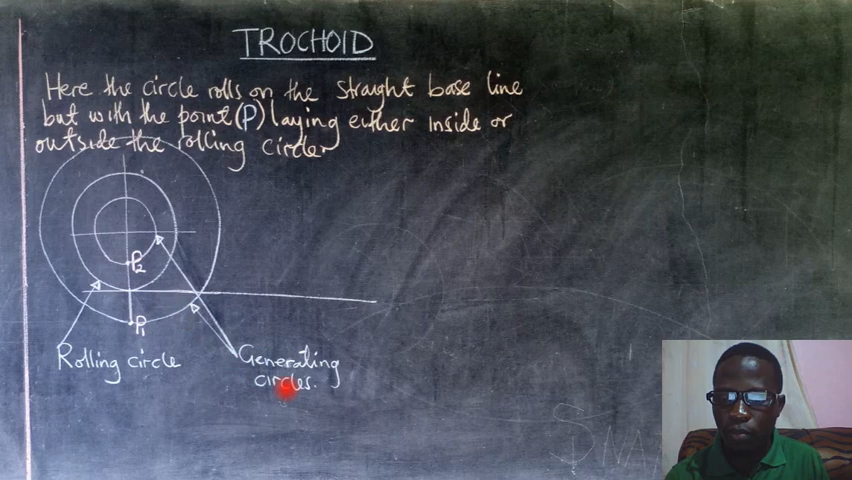 TROCHOID
Here the circle rolls on the straight base line
but with the point (P) laying either inside or
outside the rolling circle
P2
P1
Rolling circle
Generating
circles.